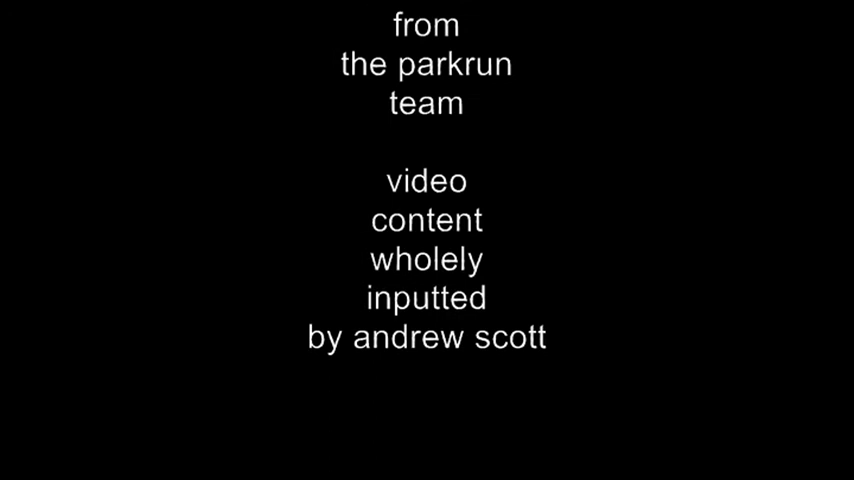 from
the parkrun
team
video
content
wholely
inputted
by andrew scott